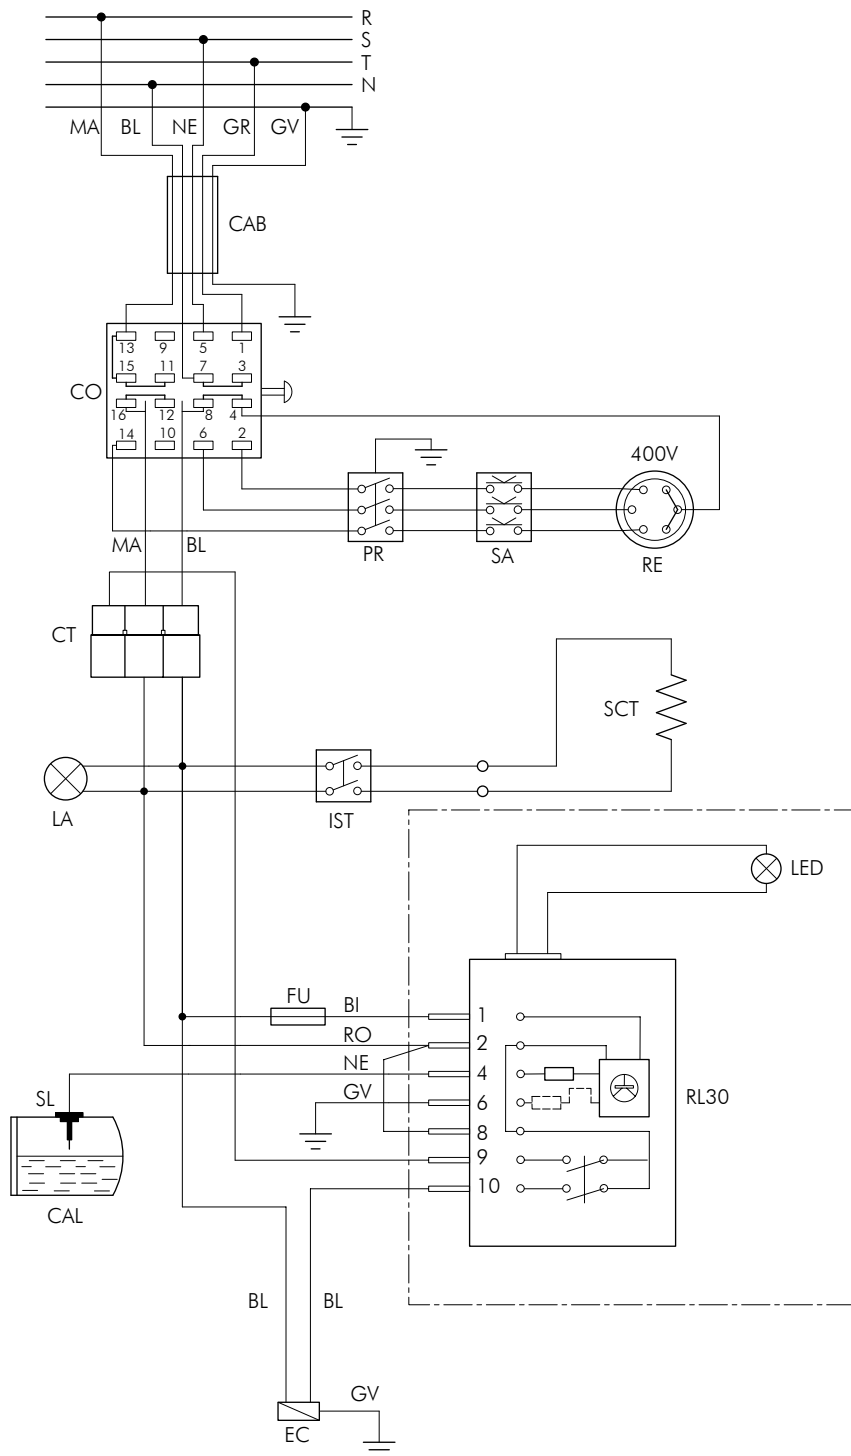 R
S
T
N
MA BL NE GR GV
CAB
13 9 5 1
15 11 7 3
CO
16 12 8 4
14 10 6 2
400V
MA BL
PR
SA
RE
CT
SCT
LA
IST
LED
FU BI
1
RO
2
NE
4
GV
6
RL30
SL
8
9
10
CAL
BL BL
GV
EC